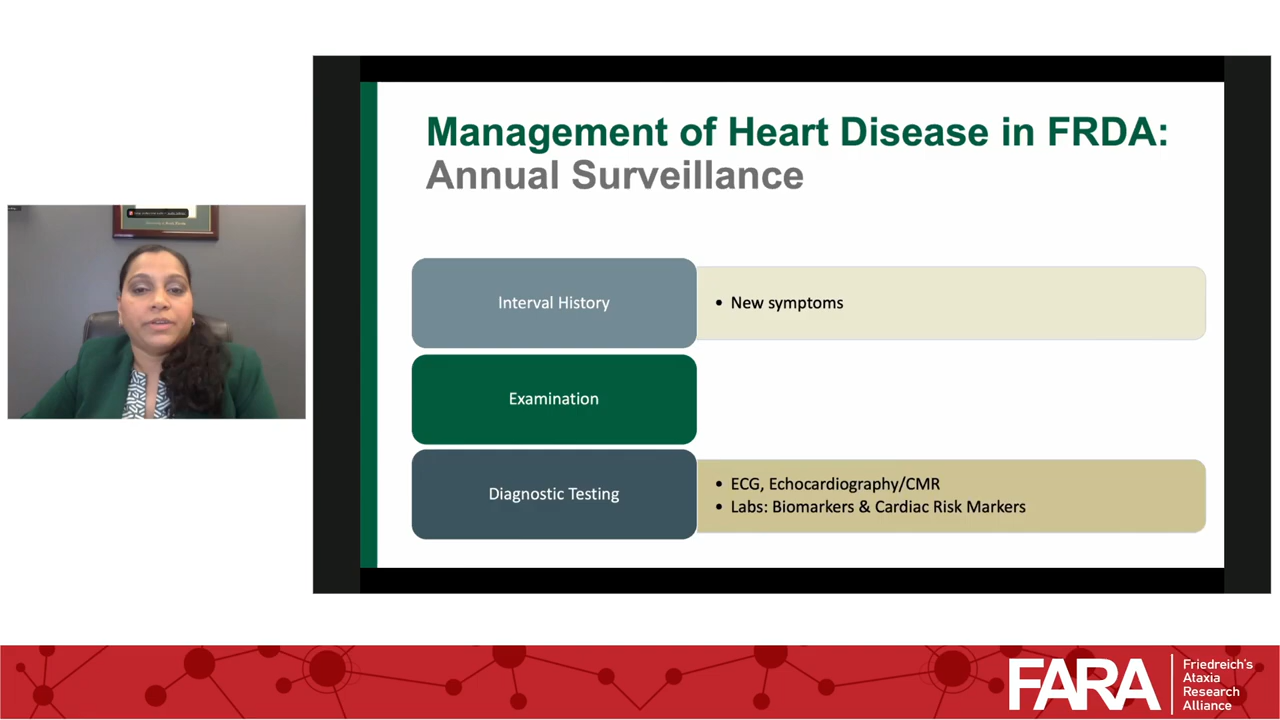 Management of Heart Disease in FRDA:
Annual Surveillance
Interval History
• New symptoms
Examination
Diagnostic Testing
• ECG, Echocardiography/CMR
• Labs: Biomarkers & Cardiac Risk Markers
FARA
Friedreich's
Ataxia
Research
Alliance